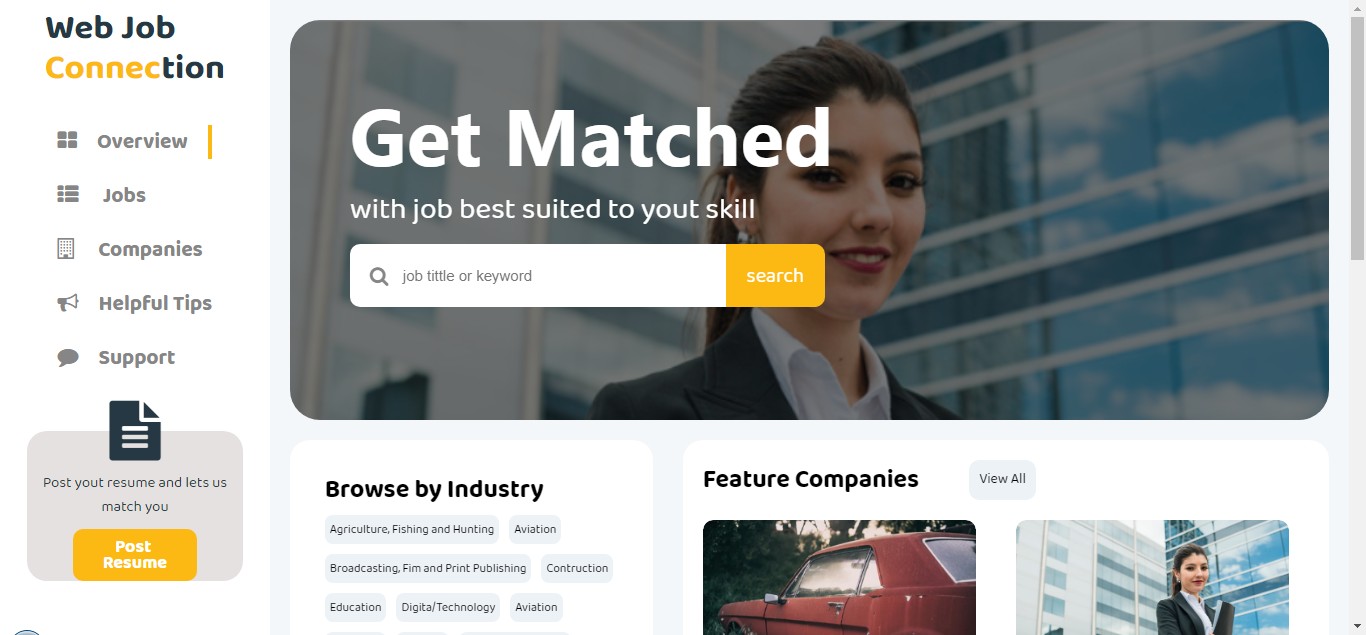 Web Job
Connection
Overview
Jobs
Companies
Helpful Tips
Support
Post yout resume and lets us
match you
Post
Resume
Get Matched
with job best suited to yout skill
job tittle or keyword
search
Browse by Industry
Agriculture, Fishing and Hunting
Aviation
Broadcasting, Fim and Print Publishing
Contruction
Education
Digita/Technology
Aviation
Feature Companies
View All